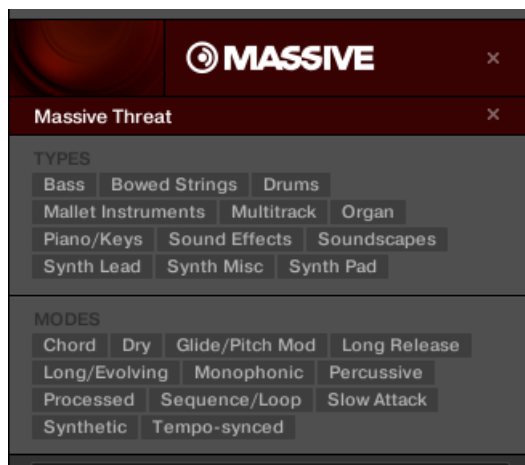 MASSIVE ×
Massive Threat ×
TYPES
Bass Bowed Strings Drums
Mallet Instruments Multitrack Organ
Piano/Keys Sound Effects Soundscapes
Synth Lead Synth Misc Synth Pad
MODES
Chord Dry Glide/Pitch Mod Long Release
Long/Evolving Monophonic Percussive
Processed Sequence/Loop Slow Attack
Synthetic Tempo-synced